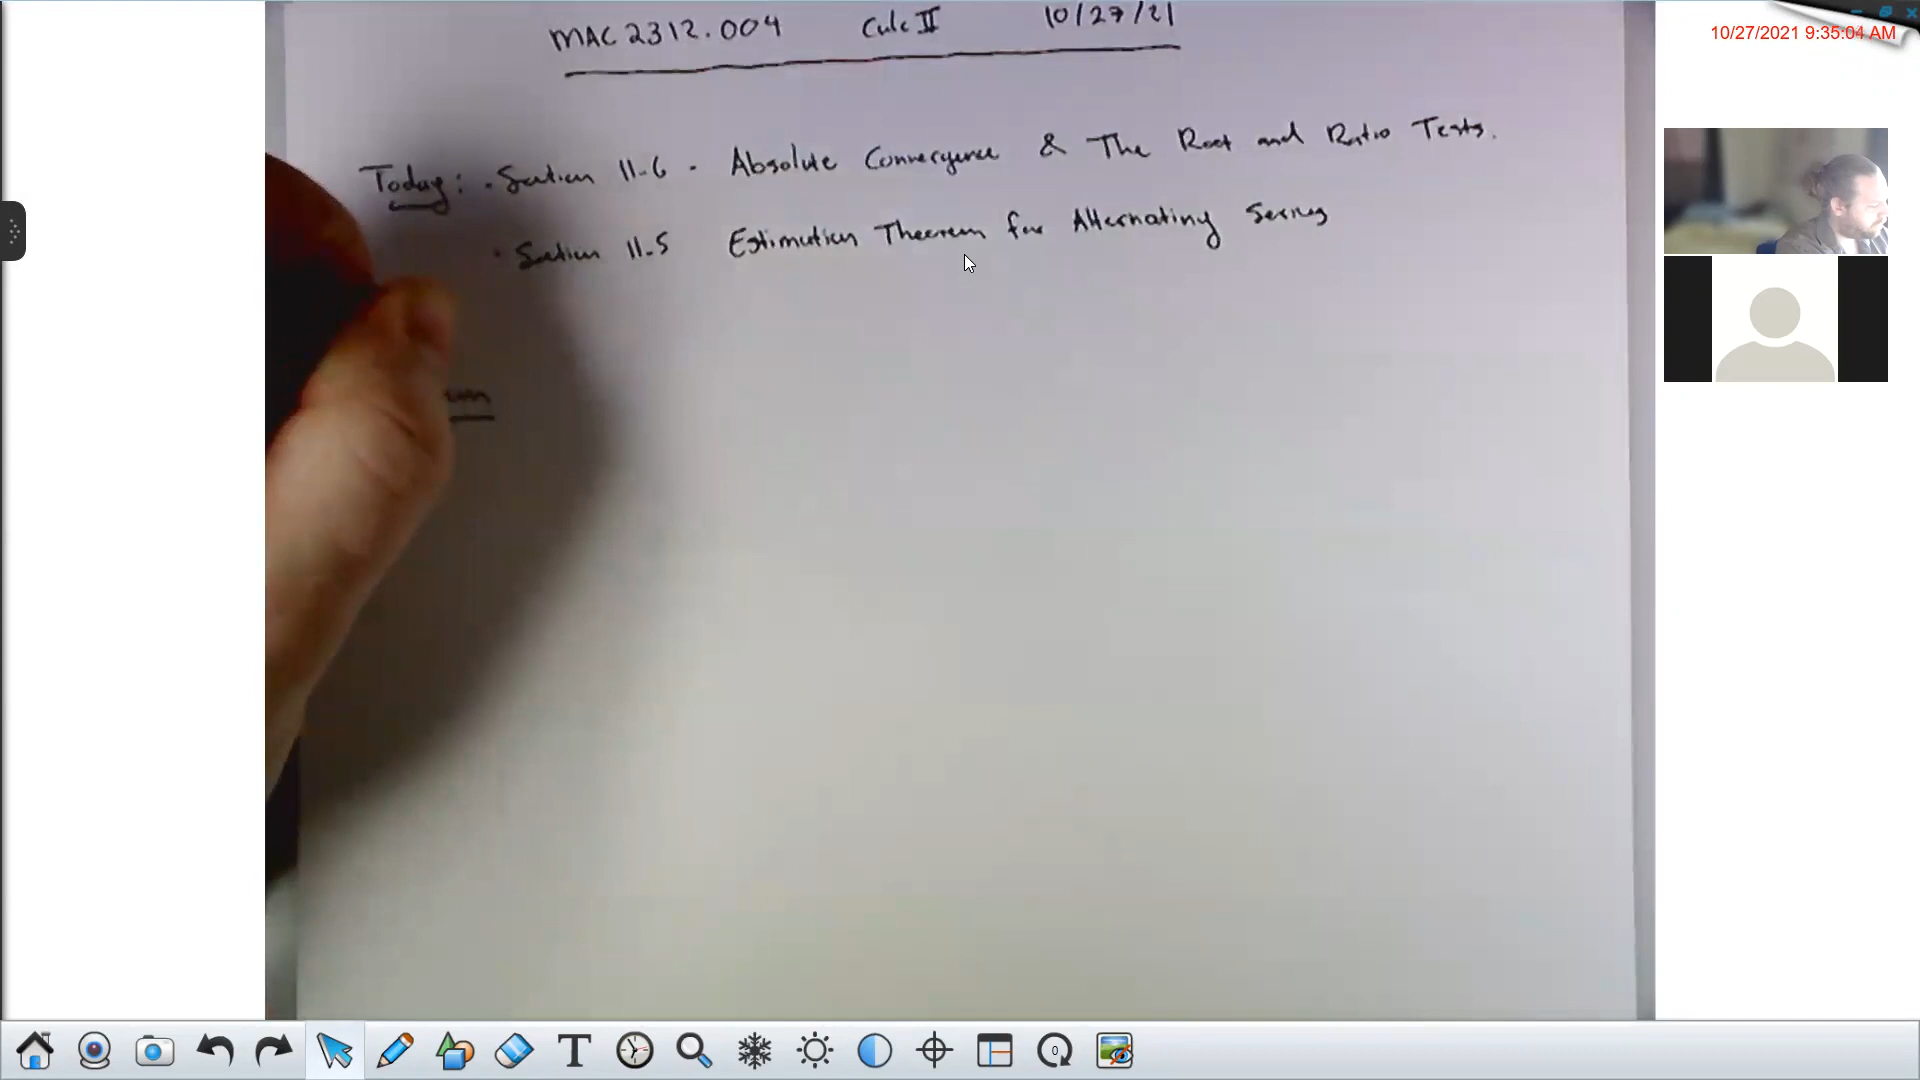 MAC 2312.004 Calc II 10/27/21
10/27/2021 9:35:04 AM
Today: · Section 11.6 - Absolute Convergence & The Root and Ratio Tests.
· Section 11.5 Estimation Theorem for Alternating Series
T
0